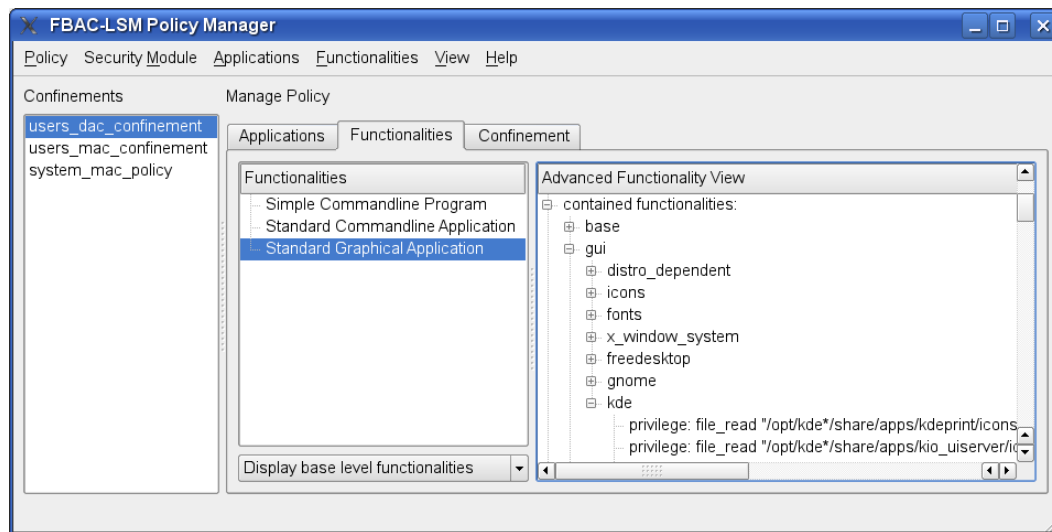 FBAC-LSM Policy Manager
Policy Security Module Applications Functionalities View Help
Confinements
users_dac_confinement
users_mac_confinement
system_mac_policy
Manage Policy
Applications Functionalities Confinement
Functionalities
Simple Commandline Program
Standard Commandline Application
Standard Graphical Application
Display base level functionalities
Advanced Functionality View
contained functionalities:
base
gui
distro_dependent
icons
fonts
x_window_system
freedesktop
gnome
kde
privilege: file_read "/opt/kde*/share/apps/kdeprint/icons
privilege: file_read "/opt/kde*/share/apps/kio_uiserver/ic